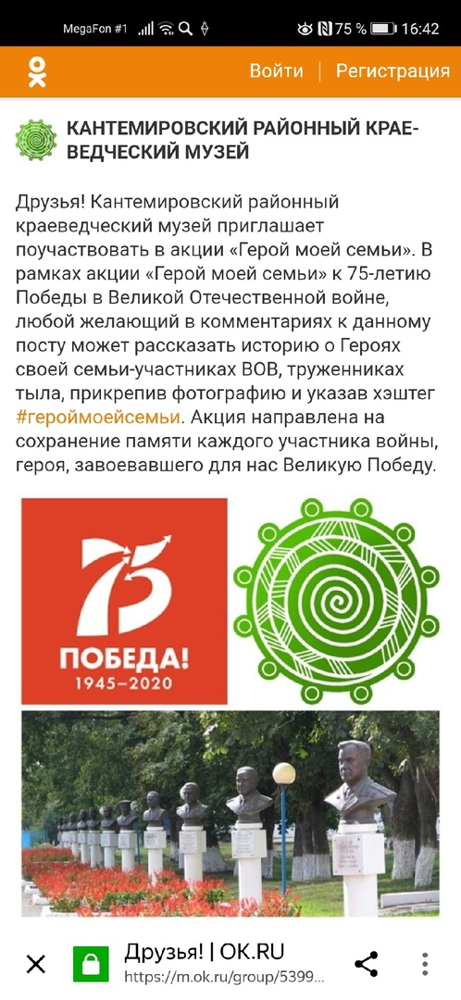 MegaFon #1 75 % 16:42
Войти | Регистрация
КАНТЕМИРОВСКИЙ РАЙОННЫЙ КРАЕ-
ВЕДЧЕСКИЙ МУЗЕЙ
Друзья! Кантемировский районный
краеведческий музей приглашает
поучаствовать в акции «Герой моей семьи». В
рамках акции «Герой моей семьи» к 75-летию
Победы в Великой Отечественной войне,
любой желающий в комментариях к данному
посту может рассказать историю о Героях
своей семьи-участниках ВОВ, труженниках
тыла, прикрепив фотографию и указав хэштег
#героймоейсемьи. Акция направлена на
сохранение памяти каждого участника войны,
героя, завоевавшего для нас Великую Победу.
75
ПОБЕДА!
1945–2020
Друзья! | OK.RU
https://m.ok.ru/group/5399...